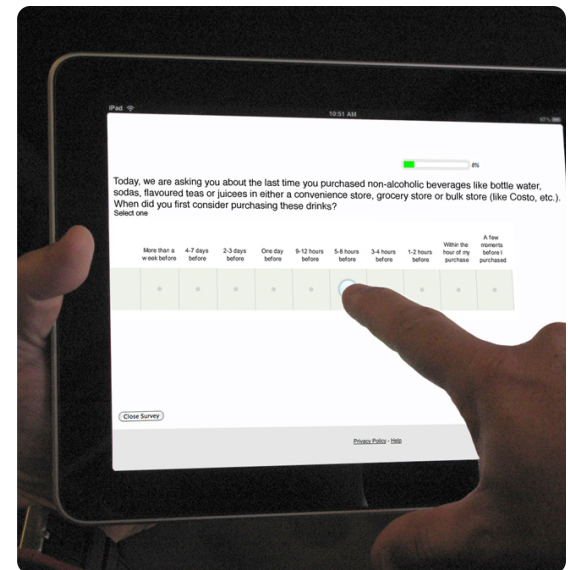 iPad
10:51 AM
Today, we are asking you about the last time you purchased non-alcoholic beverages like bottle water,
sodas, flavoured teas or juicees in either a convenience store, grocery store or bulk store (like Costo, etc.).
When did you first consider purchasing these drinks?
Select one
More than a week before
4-7 days before
2-3 days before
One day before
9-12 hours before
5-8 hours before
3-4 hours before
1-2 hours before
Within the hour of my purchase
A few moments before I purchased
Close Survey
Privacy Policy - Help